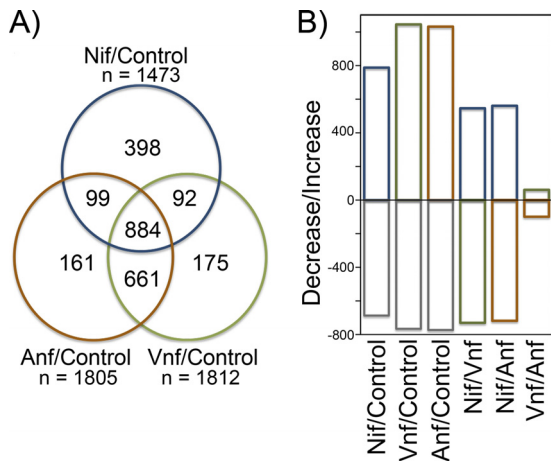 A)
Nif/Control
n = 1473
398
99
92
884
161
661
175
Anf/Control
n = 1805
Vnf/Control
n = 1812
B)
Decrease/Increase
800
400
0
-400
-800
Nif/Control
Vnf/Control
Anf/Control
Nif/Vnf
Nif/Anf
Vnf/Anf